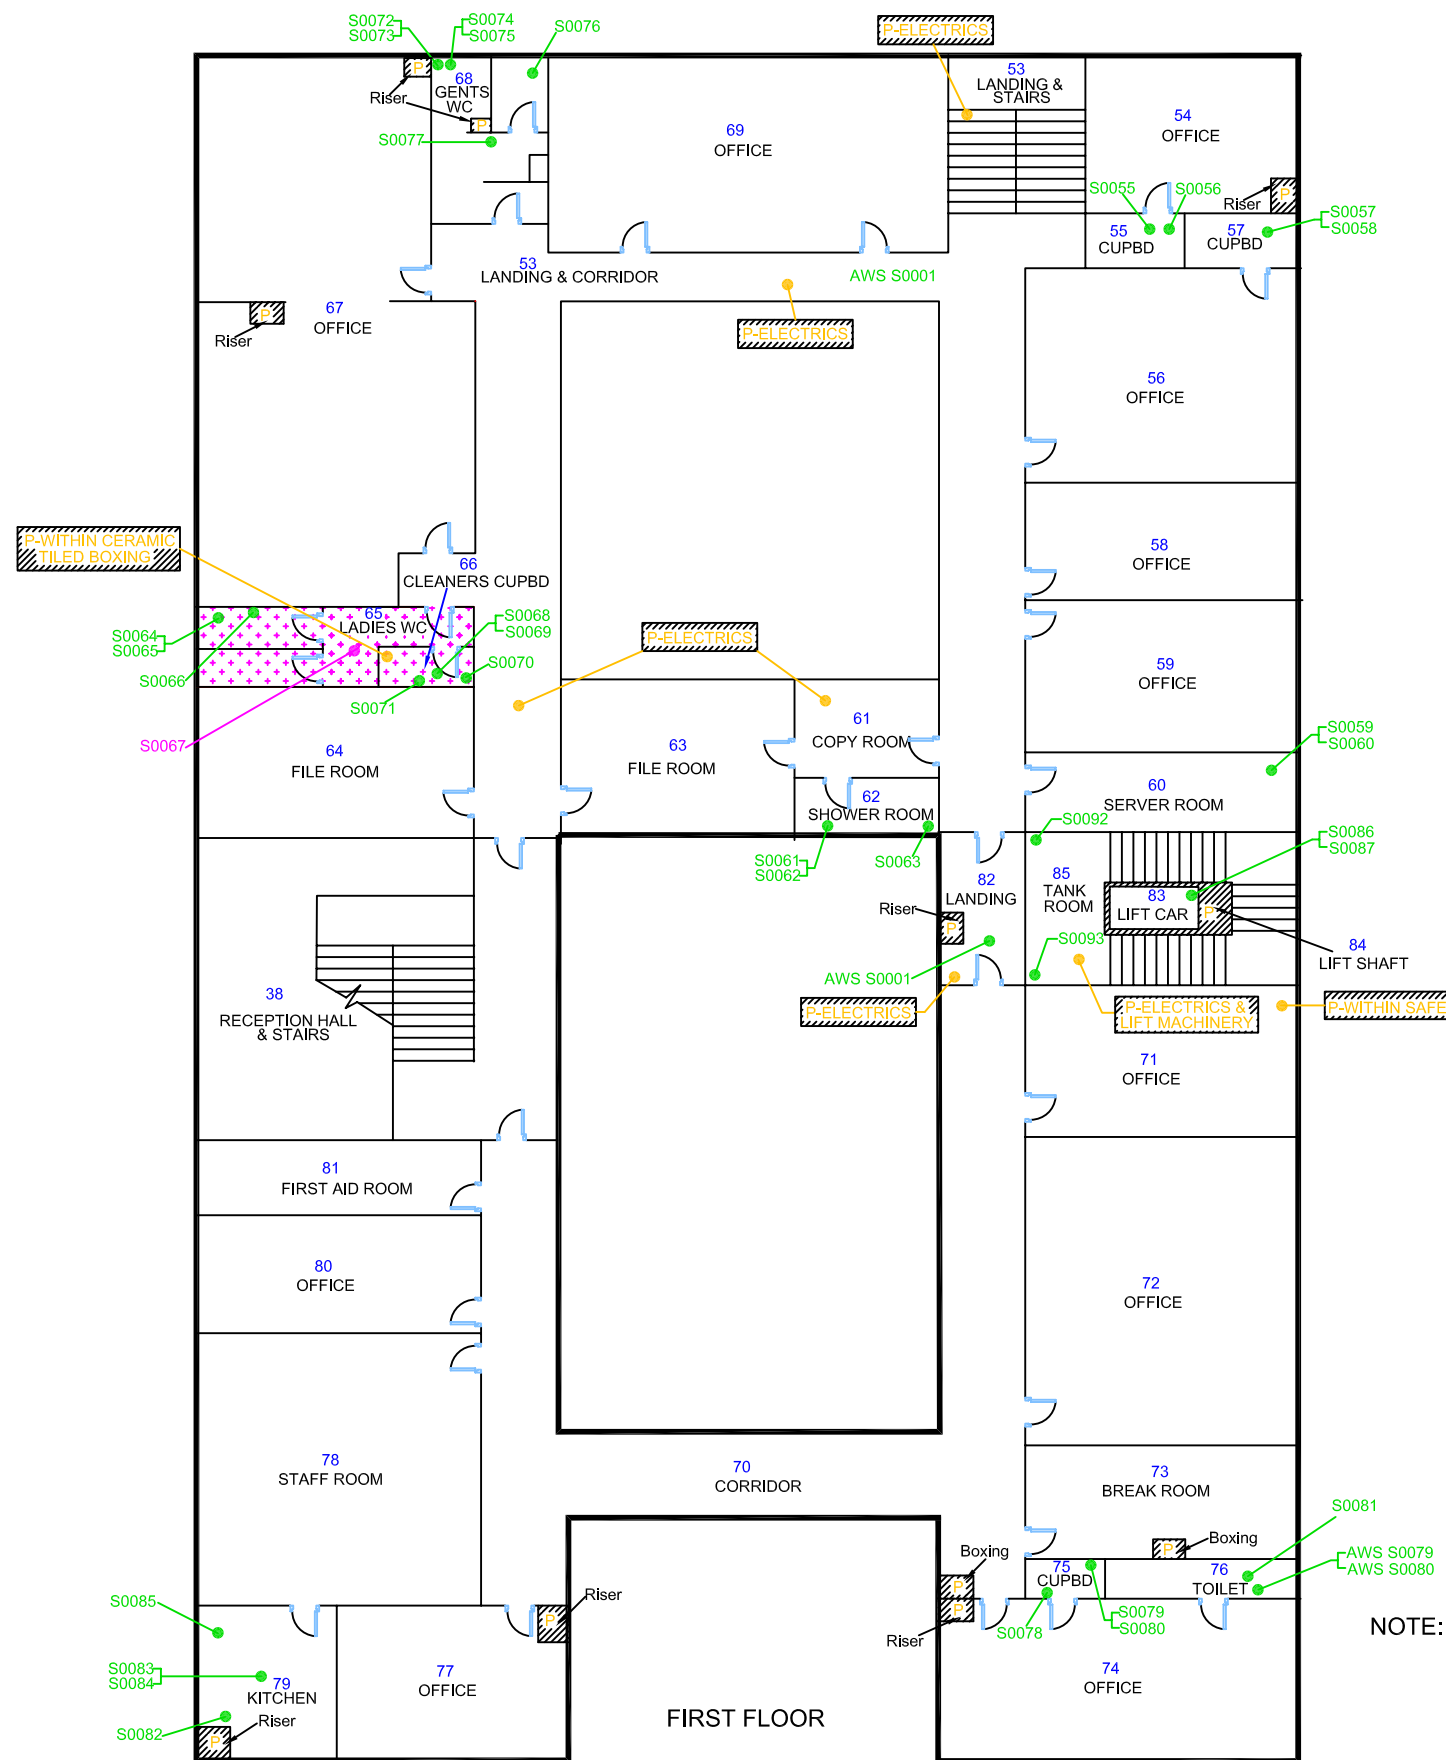 S0072
S0073
S0074
S0075
S0076
P-ELECTRICS
P
Riser
68
GENTS
WC
P
S0077
69
OFFICE
53
LANDING &
STAIRS
54
OFFICE
S0055
S0056
Riser
P
S0057
S0058
55
CUPBD
57
CUPBD
53
LANDING & CORRIDOR
AWS S0001
P-ELECTRICS
67
OFFICE
P
Riser
56
OFFICE
P-WITHIN CERAMIC
TILED BOXING
58
OFFICE
66
CLEANERS CUPBD
65
LADIES WC
S0064
S0065
S0066
S0067
S0068
S0069
S0070
S0071
P-ELECTRICS
59
OFFICE
64
FILE ROOM
63
FILE ROOM
61
COPY ROOM
62
SHOWER ROOM
S0059
S0060
60
SERVER ROOM
S0061
S0062
S0063
S0092
S0086
S0087
82
LANDING
85
TANK
ROOM
83
LIFT CAR
P
84
LIFT SHAFT
Riser
P
S0093
AWS S0001
P-ELECTRICS
P-ELECTRICS &
LIFT MACHINERY
P-WITHIN SAFE
38
RECEPTION HALL
& STAIRS
71
OFFICE
81
FIRST AID ROOM
80
OFFICE
72
OFFICE
78
STAFF ROOM
70
CORRIDOR
73
BREAK ROOM
S0081
Boxing
P
Boxing
P
P
Riser
75
CUPBD
76
TOILET
AWS S0079
AWS S0080
S0078
S0079
S0080
NOTE:
S0085
S0083
S0084
S0082
79
KITCHEN
P
Riser
77
OFFICE
P
Riser
74
OFFICE
FIRST FLOOR